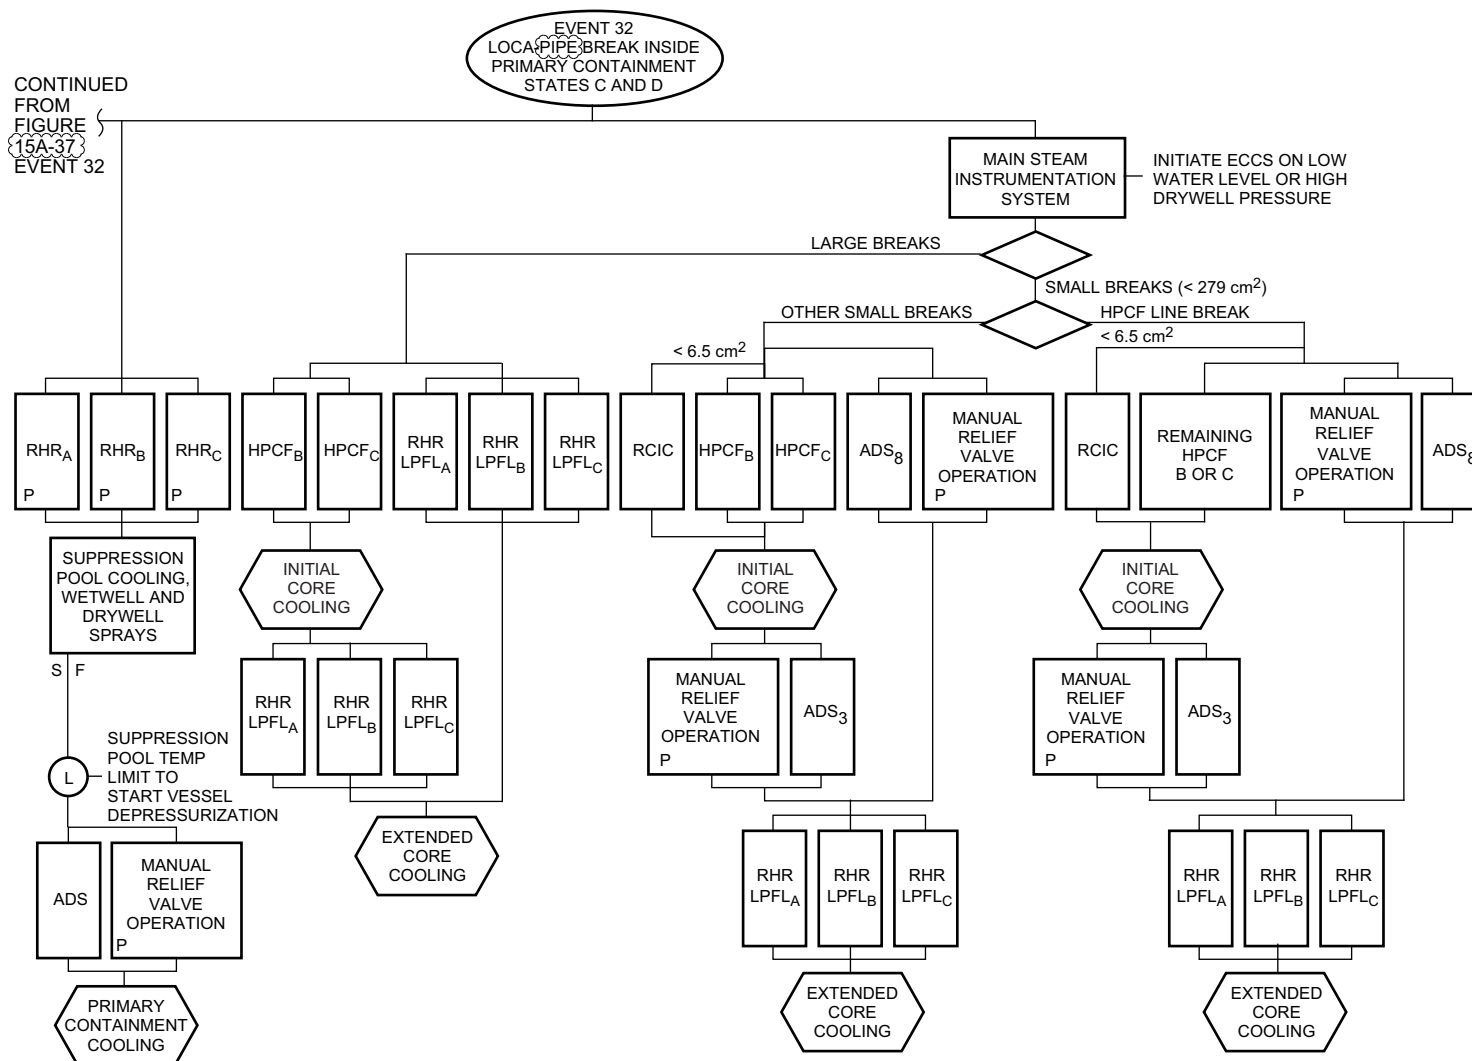 EVENT 32
LOCA-PIPE BREAK INSIDE
PRIMARY CONTAINMENT
STATES C AND D
CONTINUED
FROM
FIGURE
15A-37
EVENT 32
MAIN STEAM
INSTRUMENTATION
SYSTEM
INITIATE ECCS ON LOW
WATER LEVEL OR HIGH
DRYWELL PRESSURE
LARGE BREAKS
SMALL BREAKS (< 279 cm2)
OTHER SMALL BREAKS
HPCF LINE BREAK
< 6.5 cm2
< 6.5 cm2
RHRA
P
RHRB
P
RHRC
P
HPCFB
HPCFC
RHR
LPFLA
RHR
LPFLB
RHR
LPFLC
RCIC
HPCFB
HPCFC
ADS8
MANUAL
RELIEF
VALVE
OPERATION
P
RCIC
REMAINING
HPCF
B OR C
MANUAL
RELIEF
VALVE
OPERATION
P
ADS8
SUPPRESSION
POOL COOLING,
WETWELL AND
DRYWELL
SPRAYS
S F
INITIAL
CORE
COOLING
INITIAL
CORE
COOLING
INITIAL
CORE
COOLING
RHR
LPFLA
RHR
LPFLB
RHR
LPFLC
MANUAL
RELIEF
VALVE
OPERATION
P
ADS3
MANUAL
RELIEF
VALVE
OPERATION
P
ADS3
L
SUPPRESSION
POOL TEMP
LIMIT TO
START VESSEL
DEPRESSURIZATION
EXTENDED
CORE
COOLING
ADS
MANUAL
RELIEF
VALVE
OPERATION
P
RHR
LPFLA
RHR
LPFLB
RHR
LPFLC
RHR
LPFLA
RHR
LPFLB
RHR
LPFLC
PRIMARY
CONTAINMENT
COOLING
EXTENDED
CORE
COOLING
EXTENDED
CORE
COOLING